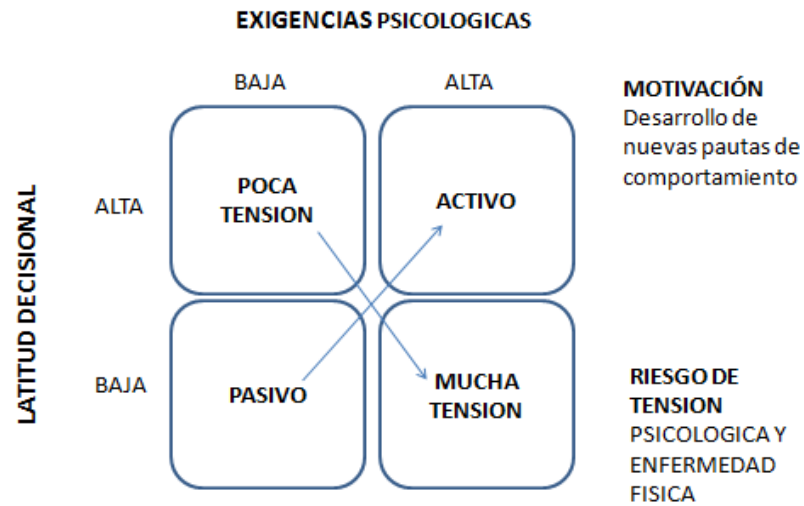 EXIGENCIAS PSICOLOGICAS
BAJA
ALTA
MOTIVACIÓN
Desarrollo de
nuevas pautas de
comportamiento
LATITUD DECISIONAL
ALTA
POCA
TENSION
ACTIVO
BAJA
PASIVO
MUCHA
TENSION
RIESGO DE
TENSION
PSICOLOGICA Y
ENFERMEDAD
FISICA